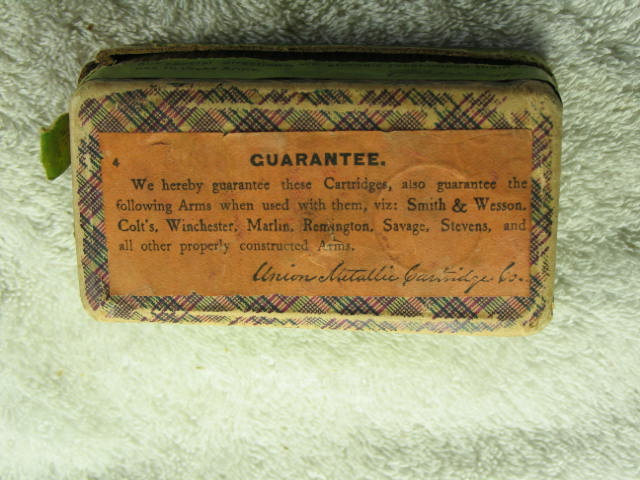 GUARANTEE.
4
We hereby guarantee these Cartridges, also guarantee the
following Arms when used with them, viz: Smith & Wesson.
Colt's, Winchester, Marlin, Remington, Savage, Stevens, and
all other properly constructed Arms.
Union Metallic Cartridge Co.